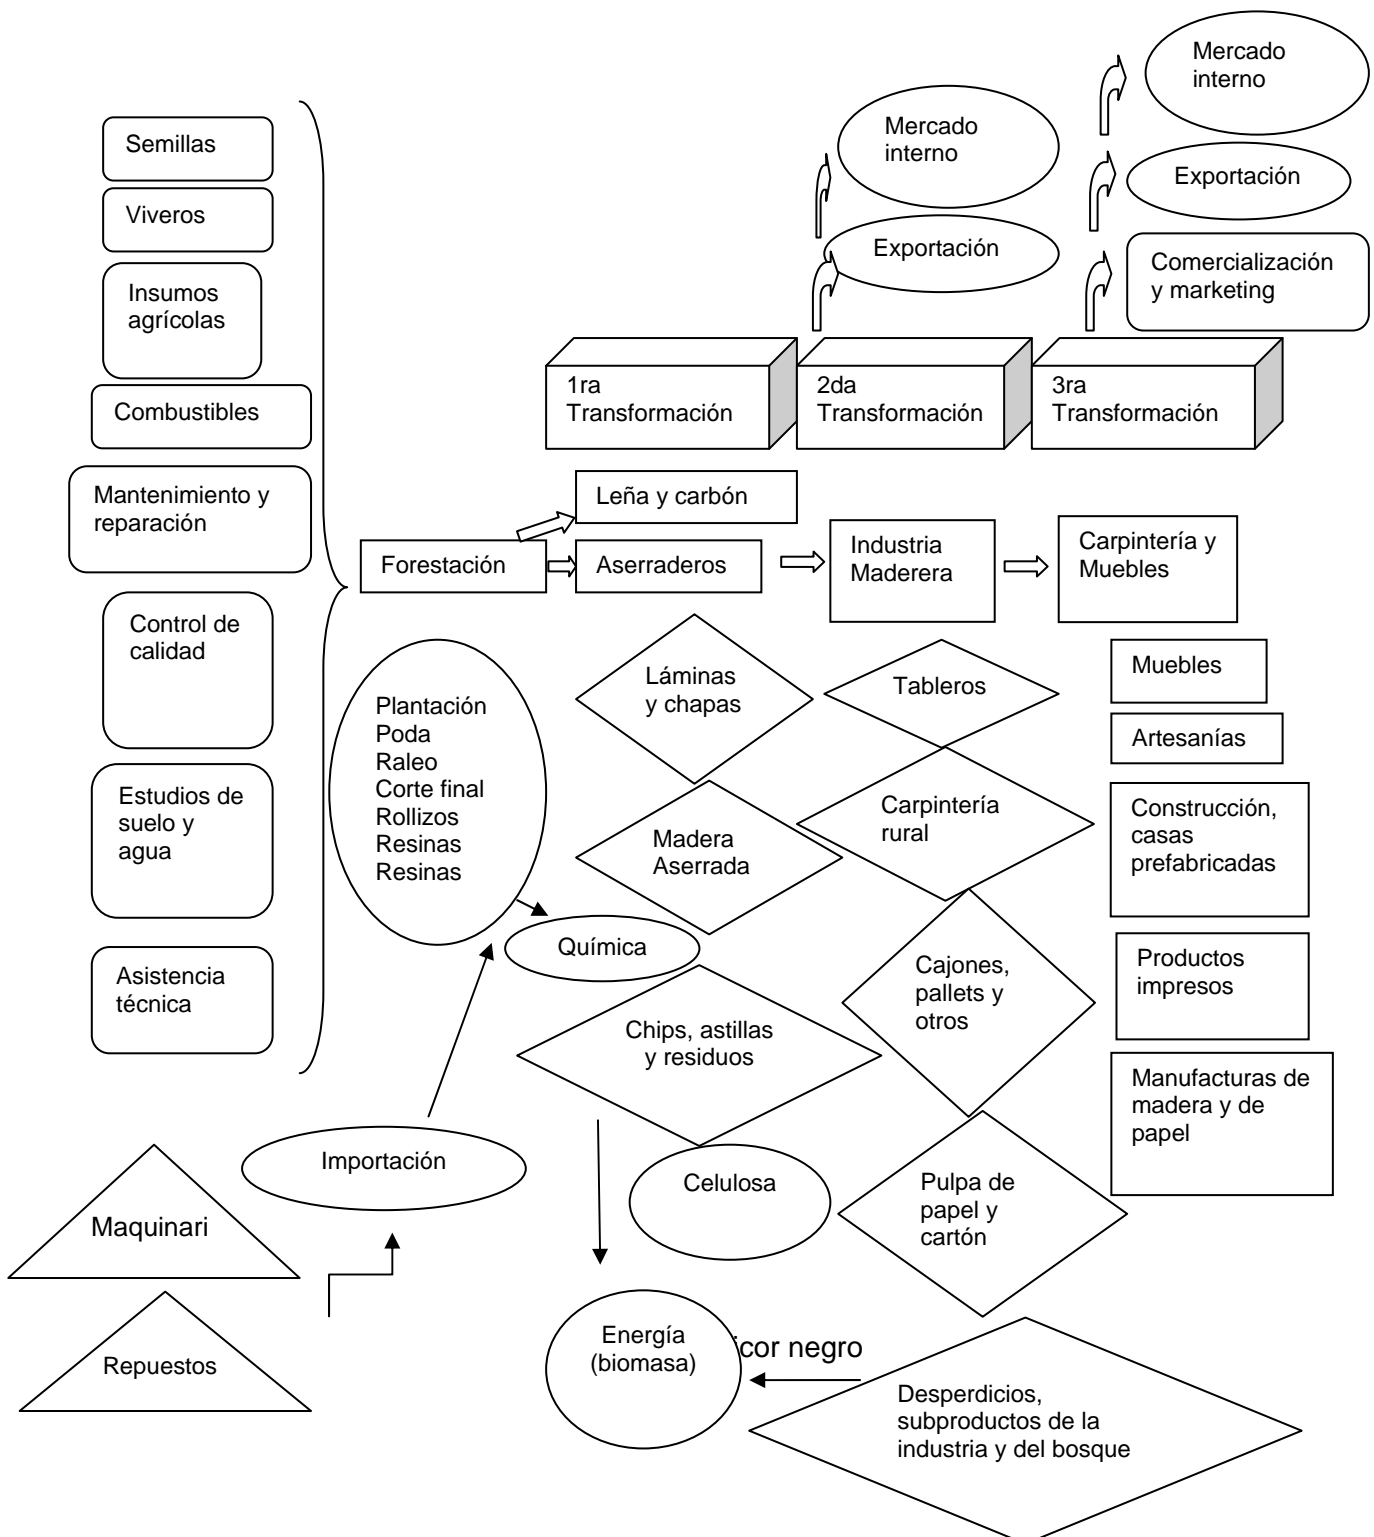 Mercado
interno
Mercado
interno
Exportación
Exportación
Comercialización
y marketing
Semillas
Viveros
Insumos
agrícolas
Combustibles
Mantenimiento y
reparación
Control de
calidad
Estudios de
suelo y
agua
Asistencia
técnica
1ra
Transformación
2da
Transformación
3ra
Transformación
Leña y carbón
Forestación
Aserraderos
Industria
Maderera
Carpintería y
Muebles
Plantación
Poda
Raleo
Corte final
Rollizos
Resinas
Resinas
Láminas
y chapas
Tableros
Muebles
Artesanías
Madera
Aserrada
Carpintería
rural
Construcción,
casas
prefabricadas
Química
Cajones,
pallets y
otros
Productos
impresos
Chips, astillas
y residuos
Manufacturas de
madera y de
papel
Importación
Celulosa
Pulpa de
papel y
cartón
Maquinari
Repuestos
Energía
(biomasa)
icor negro
Desperdicios,
subproductos de la
industria y del bosque